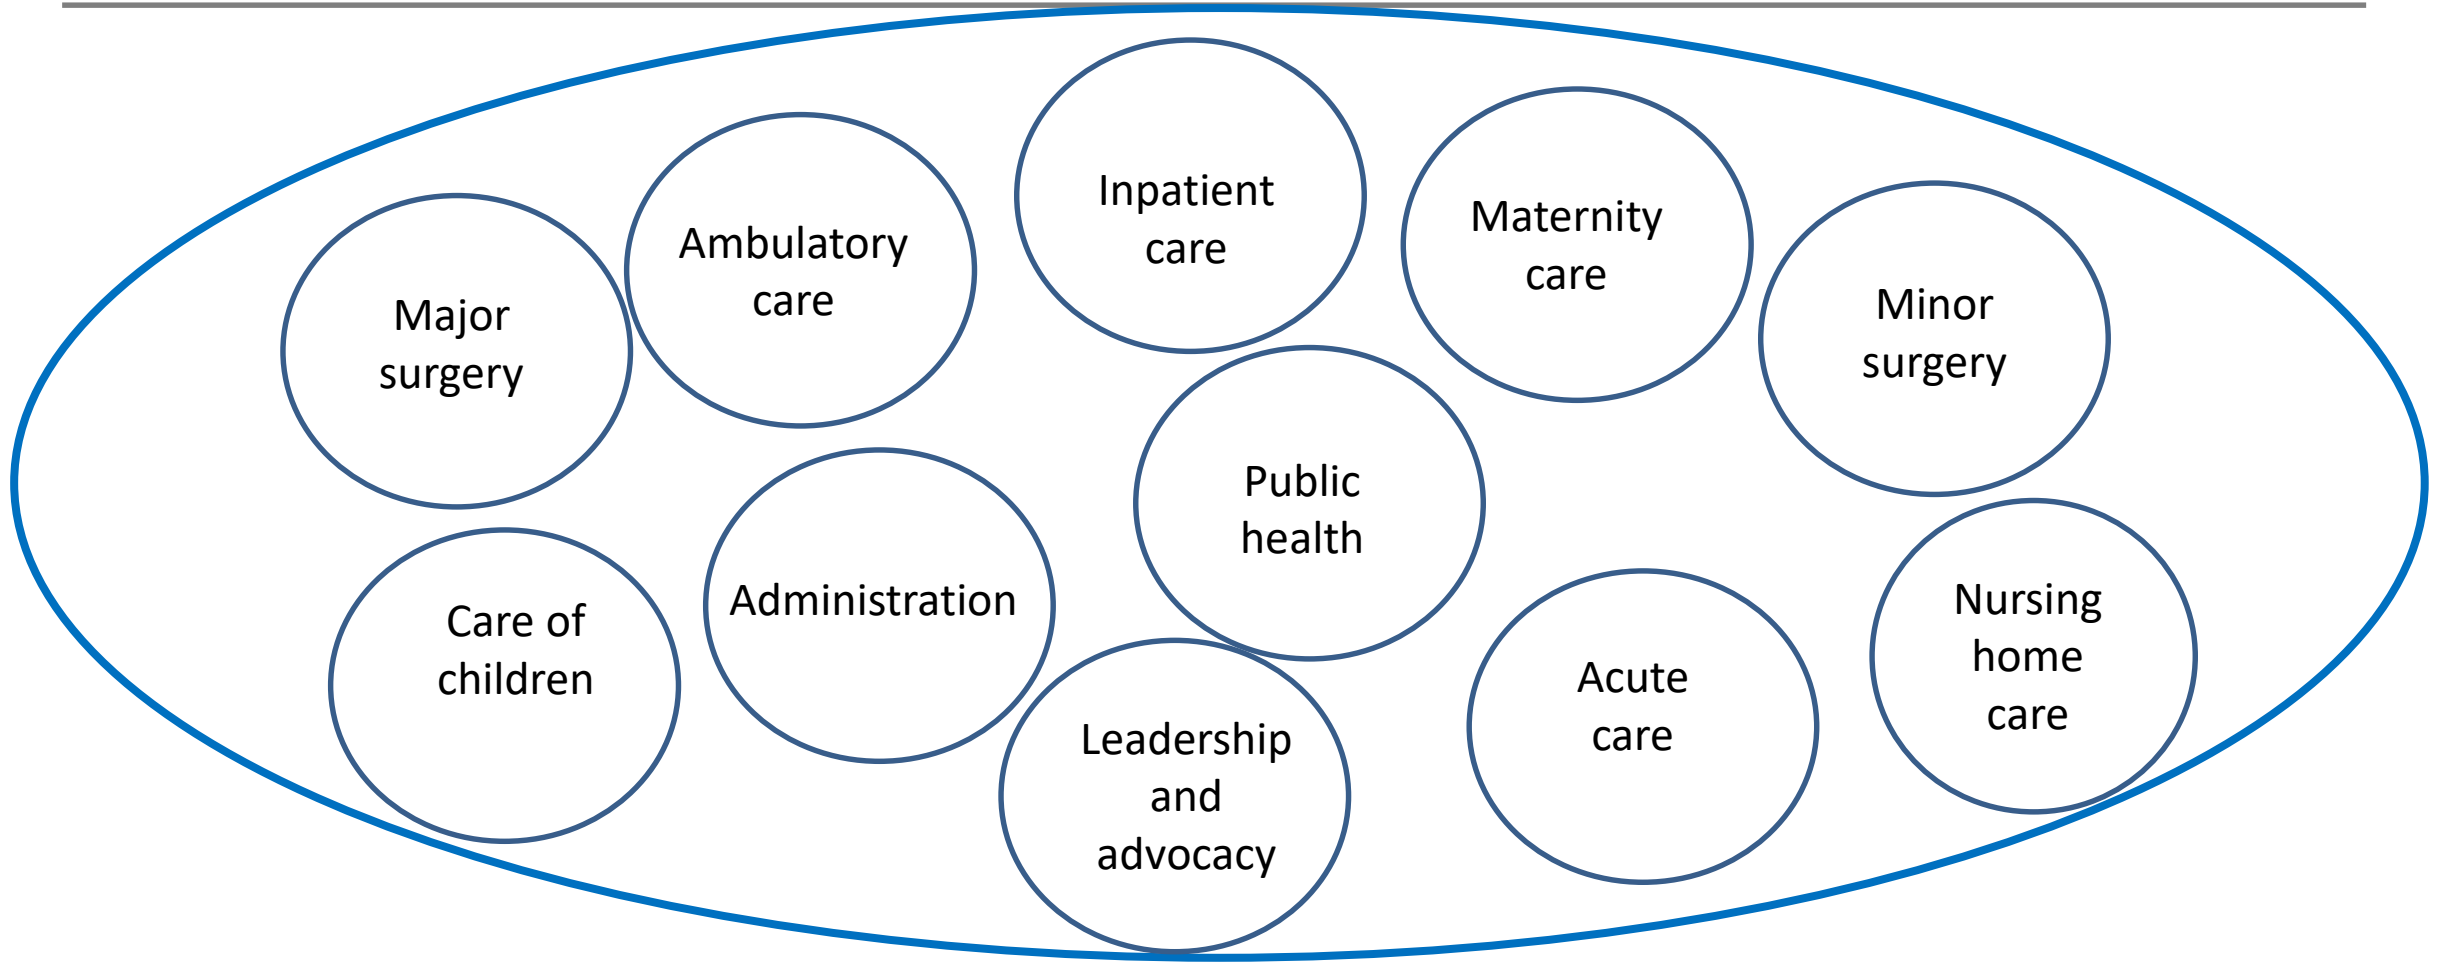 Inpatient
care
Maternity
care
Ambulatory
care
Minor
surgery
Major
surgery
Public
health
Administration
Care of
children
Nursing
home
care
Acute
care
Leadership
and
advocacy